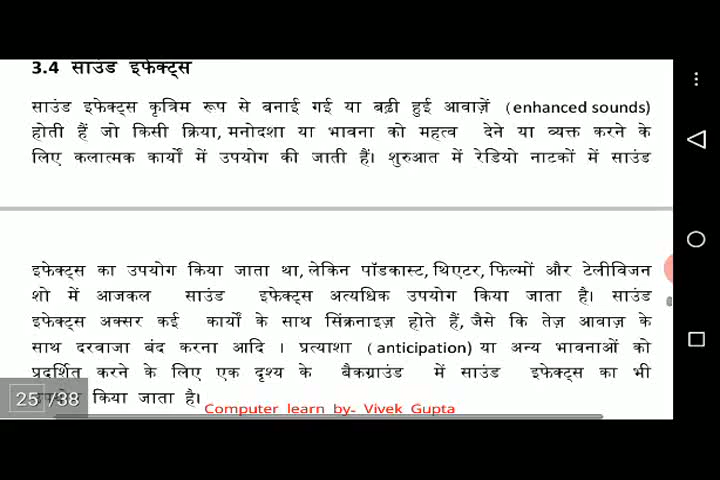 3.4 साउंड इफेक्ट्स
साउंड इफेक्ट्स कृत्रिम रूप से बनाई गई या बढ़ी हुई आवाज़ें (enhanced sounds)
होती हैं जो किसी क्रिया, मनोदशा या भावना को महत्व देने या व्यक्त करने के
लिए कलात्मक कार्यों में उपयोग की जाती हैं। शुरुआत में रेडियो नाटकों में साउंड
इफेक्ट्स का उपयोग किया जाता था, लेकिन पॉडकास्ट, थिएटर, फिल्मों और टेलीविजन
शो में आजकल साउंड इफेक्ट्स अत्यधिक उपयोग किया जाता है। साउंड
इफेक्ट्स अक्सर कई कार्यों के साथ सिंक्रनाइज़ होते हैं, जैसे कि तेज़ आवाज़ के
साथ दरवाजा बंद करना आदि । प्रत्याशा (anticipation) या अन्य भावनाओं को
प्रदर्शित करने के लिए एक दृश्य के बैकग्राउंड में साउंड इफेक्ट्स का भी
किया जाता है।
25 /38
Computer learn by- Vivek Gupta